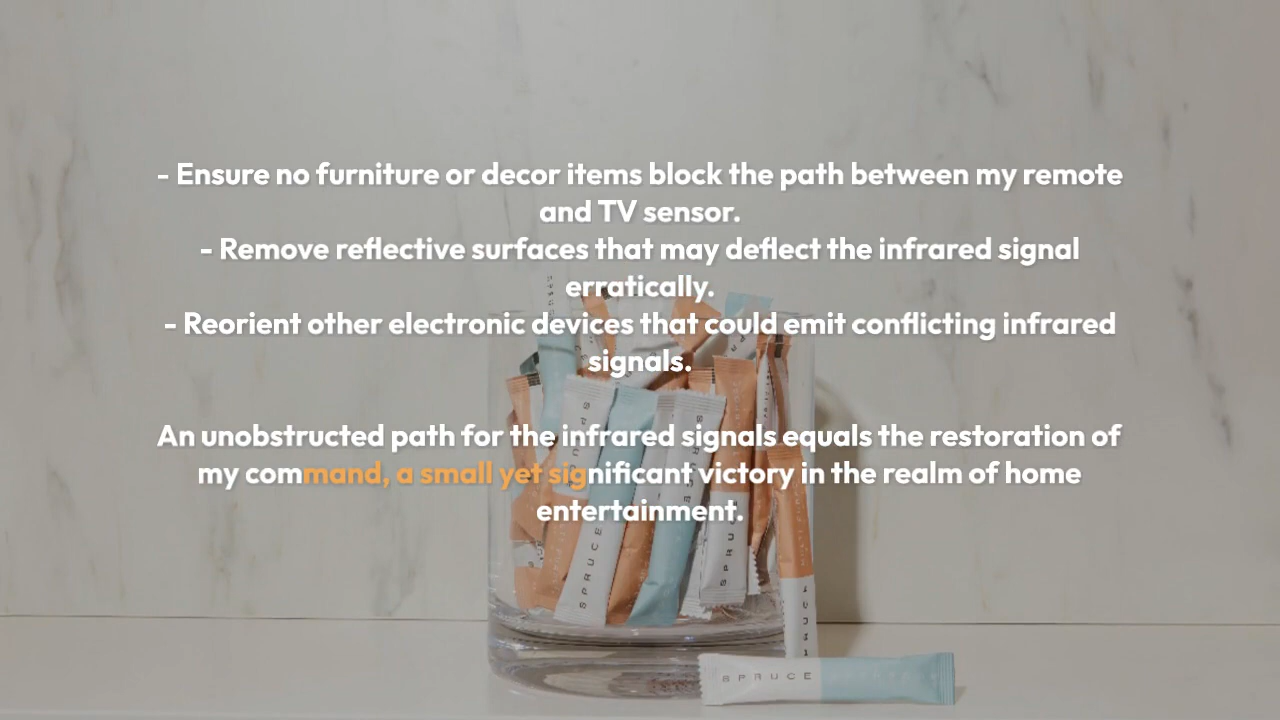 - Ensure no furniture or decor items block the path between my remote
and TV sensor.
- Remove reflective surfaces that may deflect the infrared signal
erratically.
- Reorient other electronic devices that could emit conflicting infrared
signals.
An unobstructed path for the infrared signals equals the restoration of
my command, a small yet significant victory in the realm of home
entertainment.
SPRUCE
SPRUCE
SPRUCE